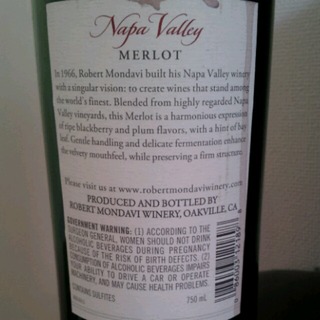 Napa Valley
MERLOT
In 1966, Robert Mondavi built his Napa Valley winery
with a singular vision: to create wines that stand among
the world's finest. Blended from highly regarded Napa
Valley vineyards, this Merlot is a harmonious expression
of ripe blackberry and plum flavors, with a hint of bay
leaf. Gentle handling and delicate fermentation enhance
the velvety mouthfeel, while preserving a firm structure.
Please visit us at www.robertmondaviwinery.com
PRODUCED AND BOTTLED BY
ROBERT MONDAVI WINERY, OAKVILLE, CA
GOVERNMENT WARNING: (1) ACCORDING TO THE
SURGEON GENERAL, WOMEN SHOULD NOT DRINK
ALCOHOLIC BEVERAGES DURING PREGNANCY
BECAUSE OF THE RISK OF BIRTH DEFECTS. (2)
CONSUMPTION OF ALCOHOLIC BEVERAGES IMPAIRS
YOUR ABILITY TO DRIVE A CAR OR OPERATE
MACHINERY, AND MAY CAUSE HEALTH PROBLEMS.
CONTAINS SULFITES
750 mL